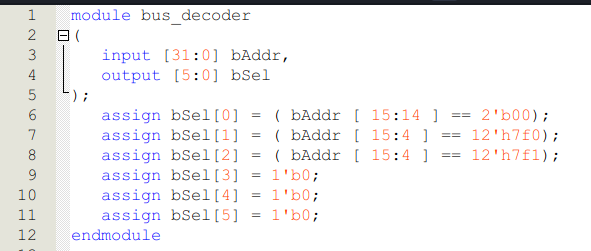 1 module bus_decoder
2 (
3 input [31:0] bAddr,
4 output [5:0] bSel
5 );
6 assign bSel[0] = ( bAddr [ 15:14 ] == 2'b00);
7 assign bSel[1] = ( bAddr [ 15:4 ] == 12'h7f0);
8 assign bSel[2] = ( bAddr [ 15:4 ] == 12'h7f1);
9 assign bSel[3] = 1'b0;
10 assign bSel[4] = 1'b0;
11 assign bSel[5] = 1'b0;
12 endmodule